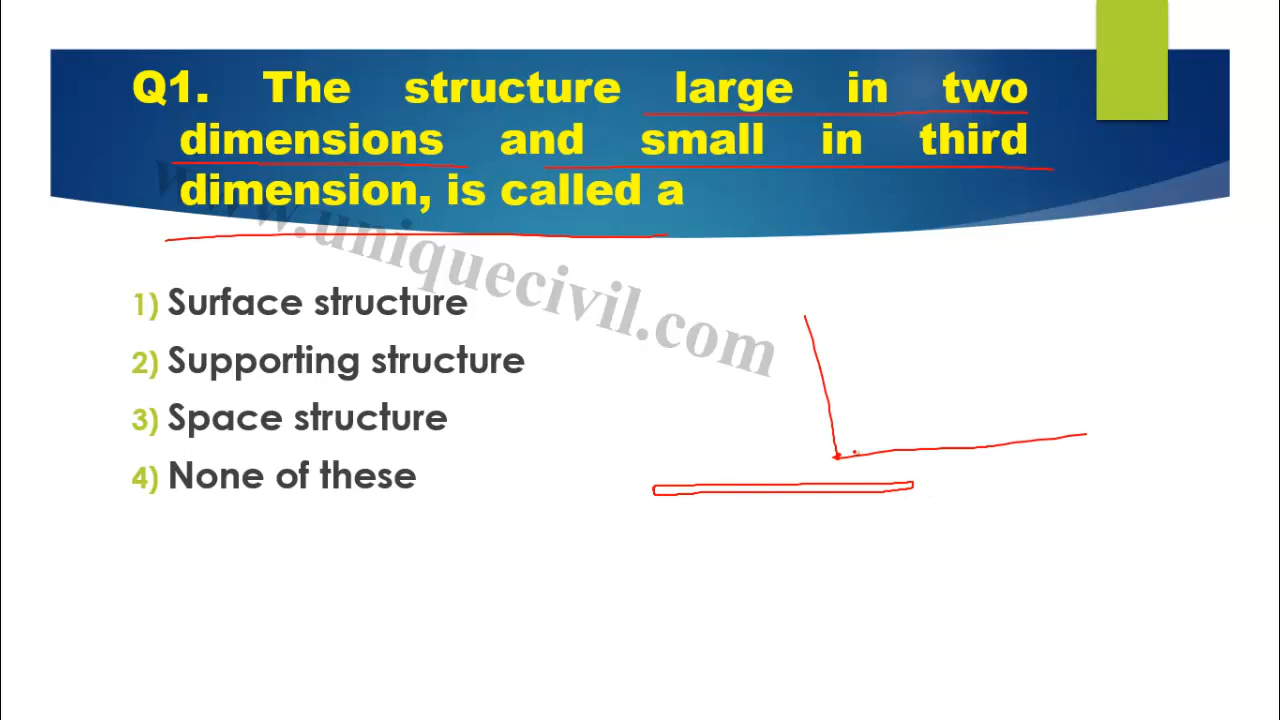 Q1. The structure large in two
dimensions and small in third
dimension, is called a
www.uniquecivil.com
1) Surface structure
2) Supporting structure
3) Space structure
4) None of these